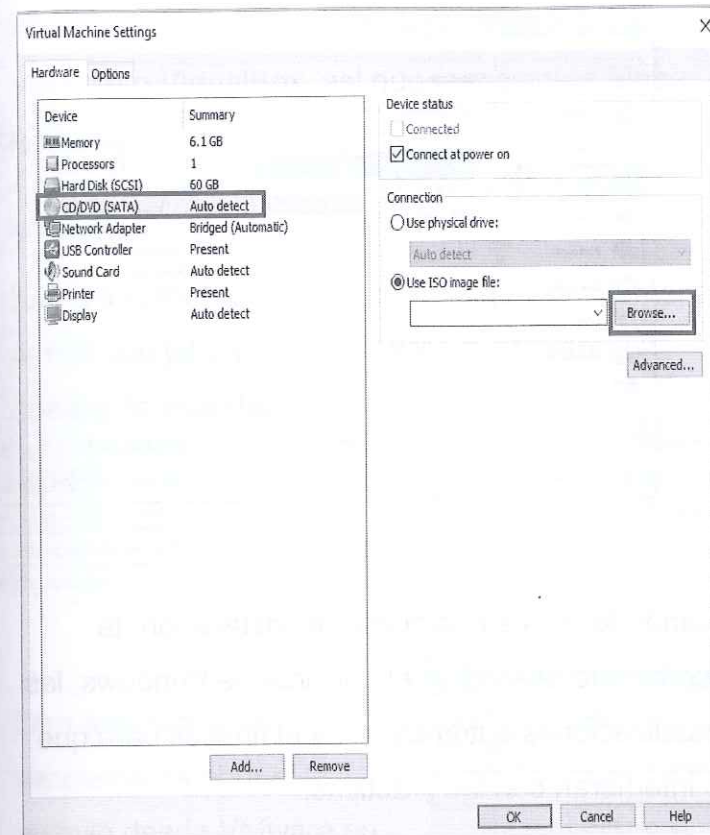 Virtual Machine Settings
X
Hardware Options
Device Summary
Memory 6.1 GB
Processors 1
Hard Disk (SCSI) 60 GB
CD/DVD (SATA) Auto detect
Network Adapter Bridged (Automatic)
USB Controller Present
Sound Card Auto detect
Printer Present
Display Auto detect
Add... Remove
Device status
Connected
Connect at power on
Connection
Use physical drive:
Auto detect
Use ISO image file:
Browse...
Advanced...
OK Cancel Help